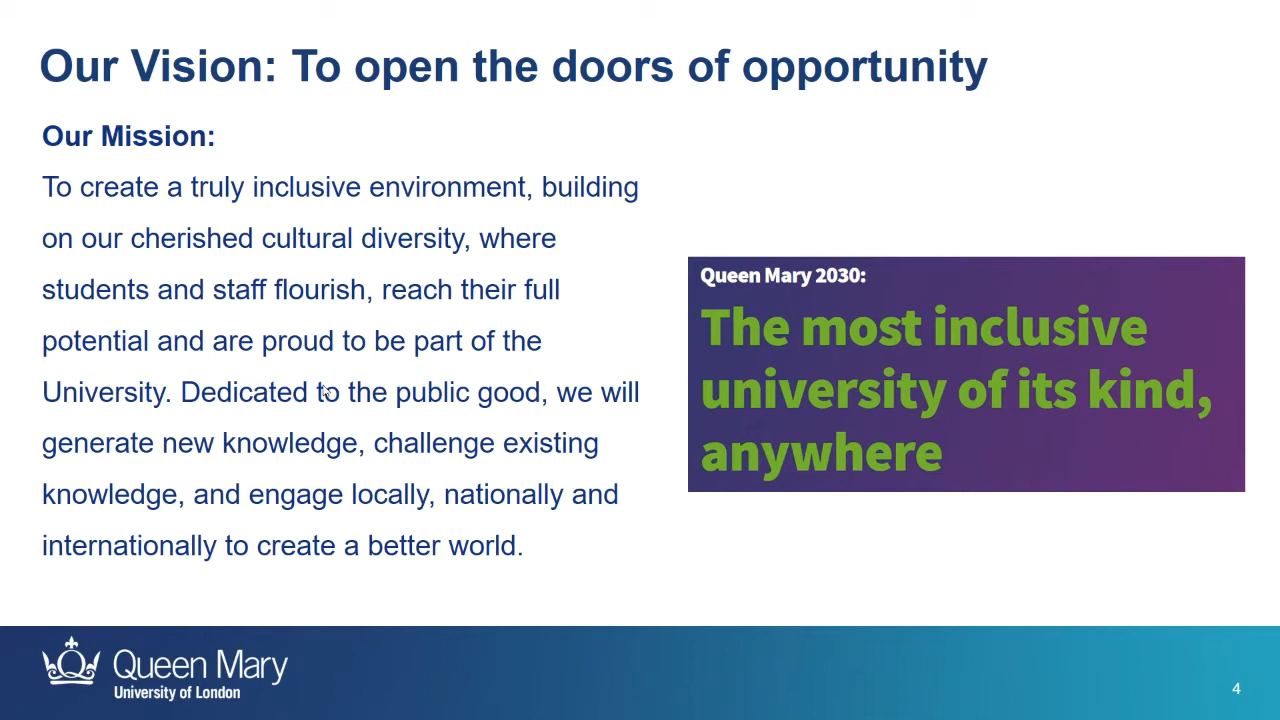 Our Vision: To open the doors of opportunity
Our Mission:
To create a truly inclusive environment, building
on our cherished cultural diversity, where
students and staff flourish, reach their full
potential and are proud to be part of the
University. Dedicated to the public good, we will
generate new knowledge, challenge existing
knowledge, and engage locally, nationally and
internationally to create a better world.
Queen Mary 2030:
The most inclusive
university of its kind,
anywhere
Queen Mary
University of London
4